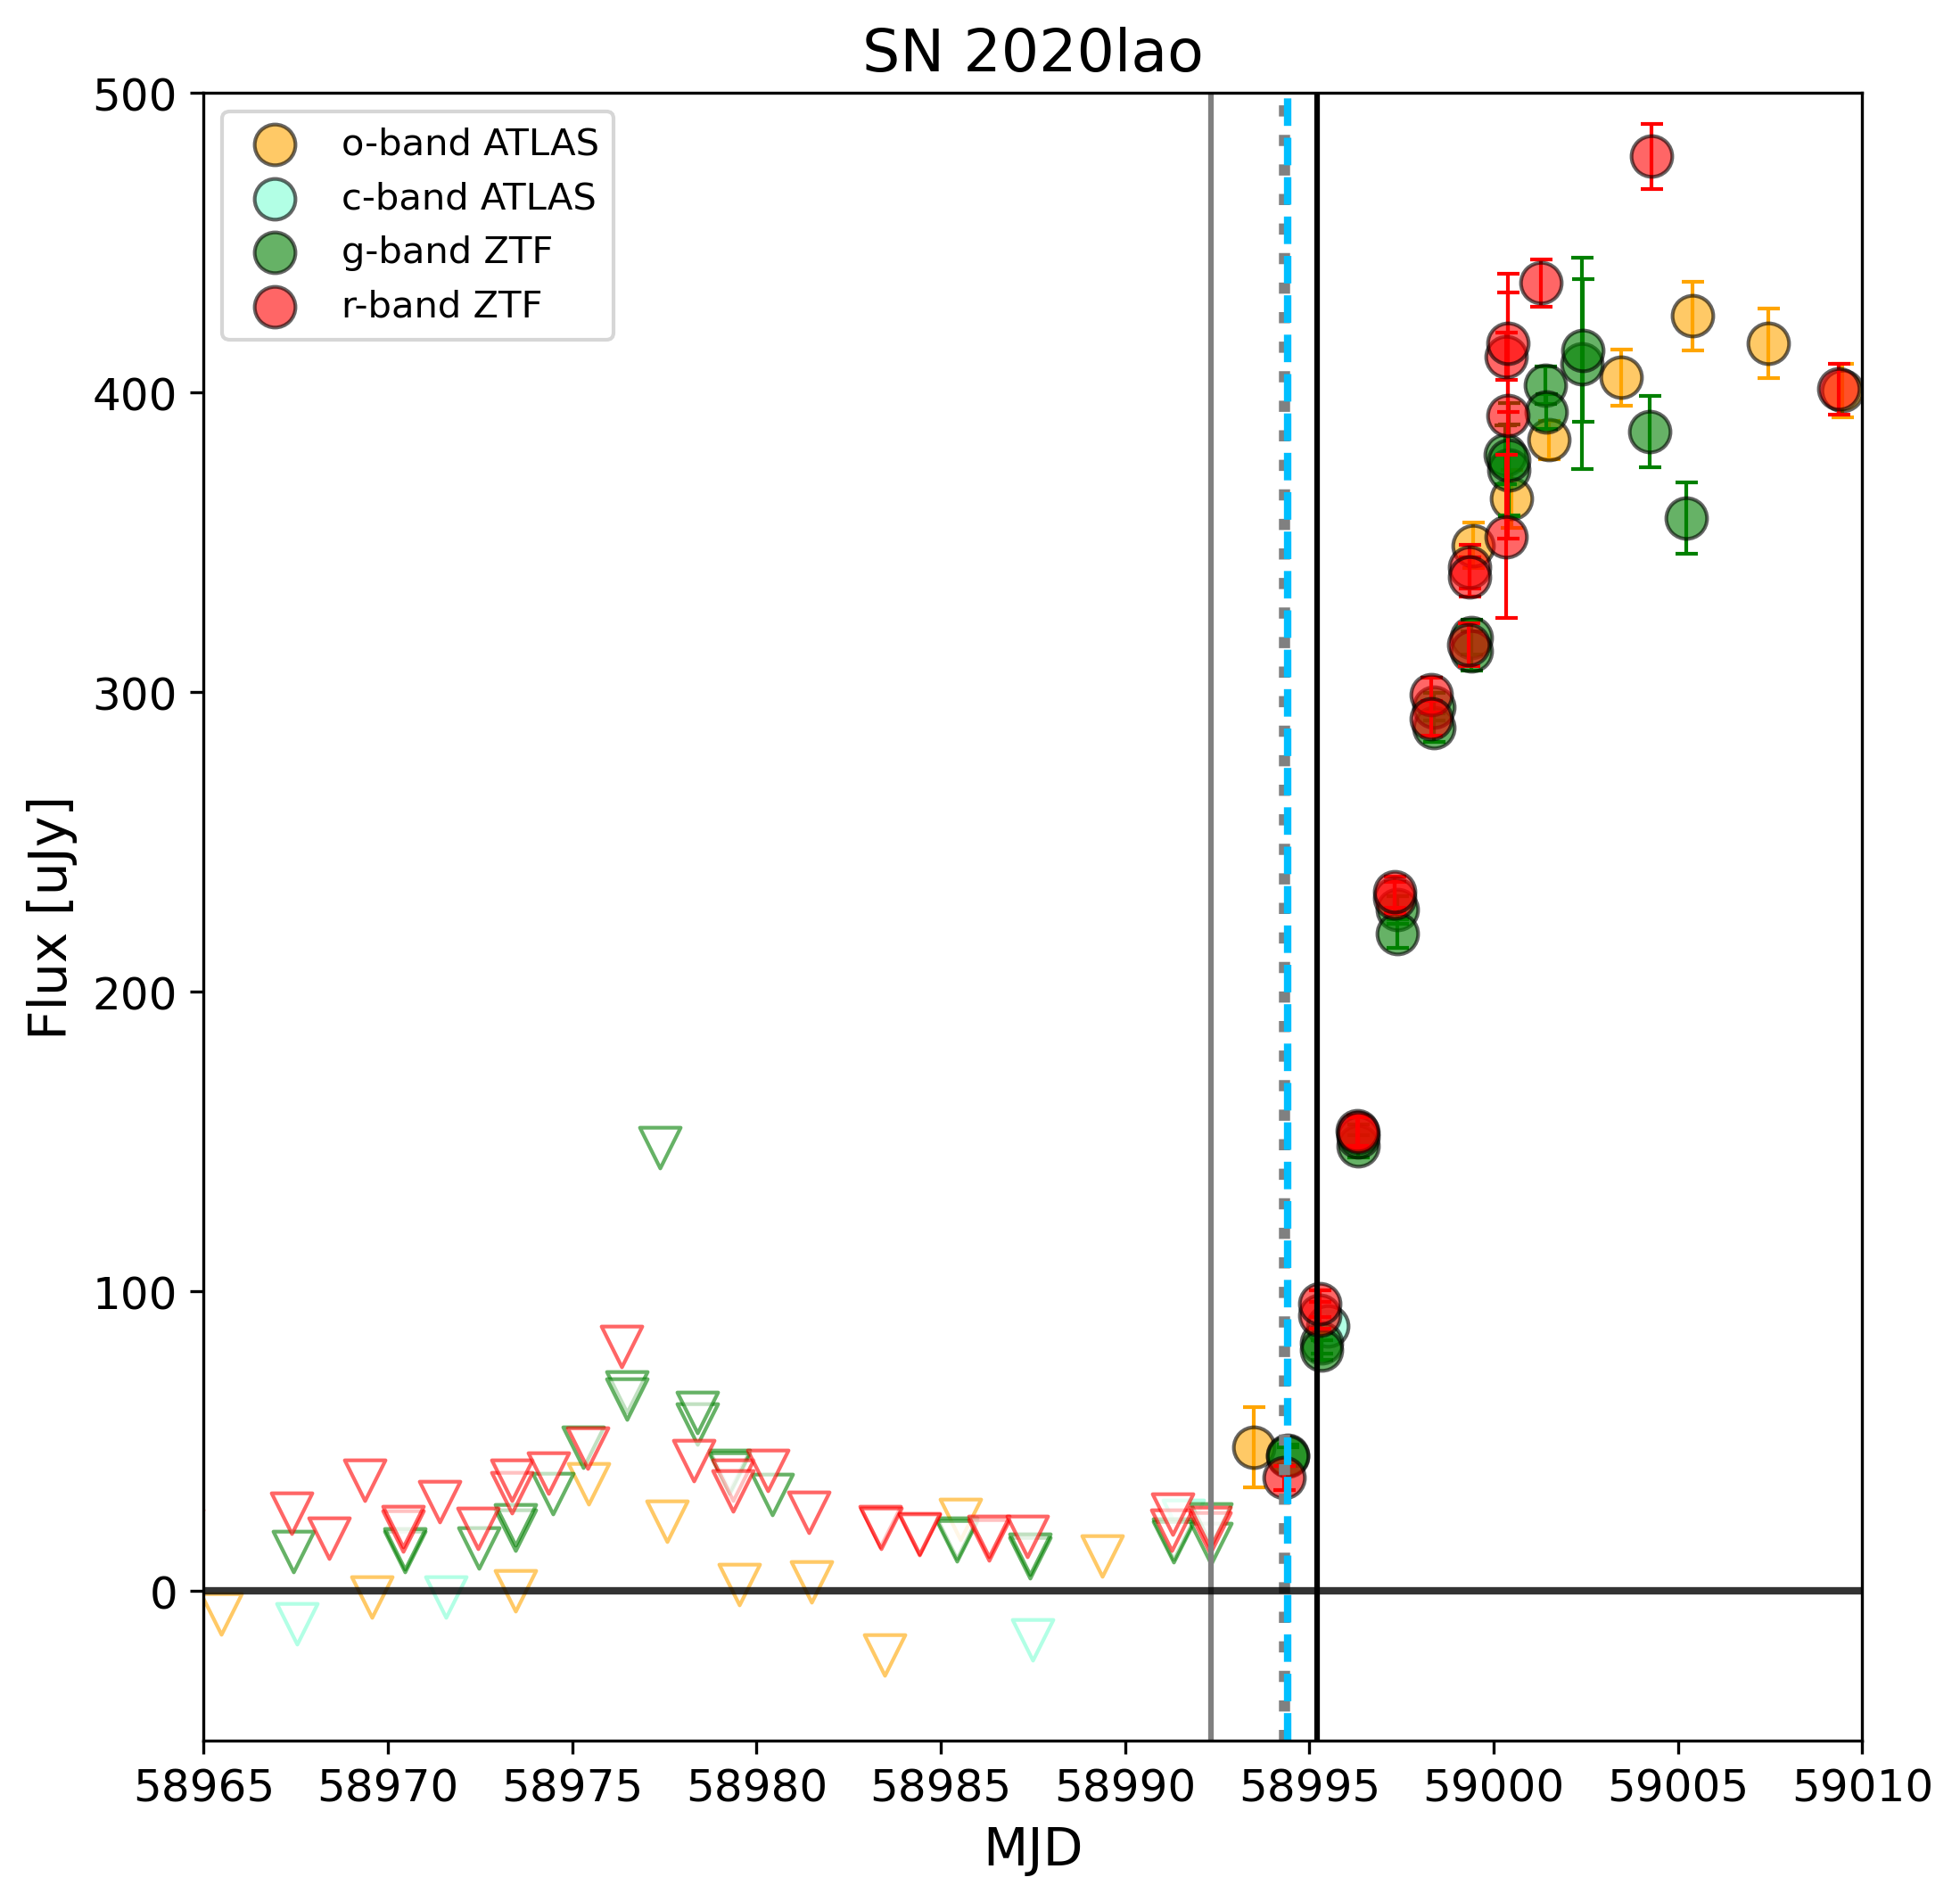 SN 2020lao
o-band ATLAS
c-band ATLAS
g-band ZTF
r-band ZTF
Flux [uJy]
500
400
300
200
100
0
58965 58970 58975 58980 58985 58990 58995 59000 59005 59010
MJD